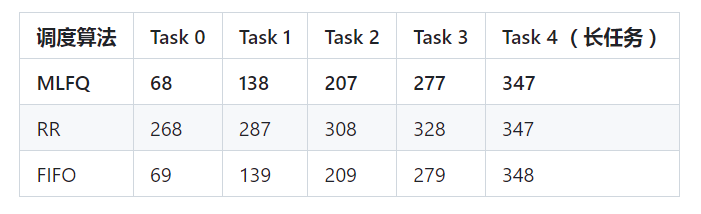 调度算法 Task 0 Task 1 Task 2 Task 3 Task 4（长任务）
MLFQ 68 138 207 277 347
RR 268 287 308 328 347
FIFO 69 139 209 279 348